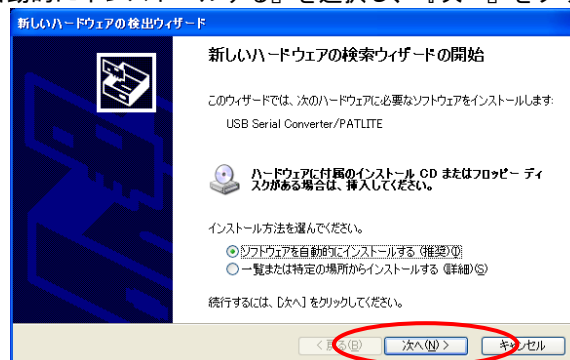 新しいハードウェアの検出ウィザード
新しいハードウェアの検索ウィザードの開始
このウィザードでは、次のハードウェアに必要なソフトウェアをインストールします:
USB Serial Converter/PATLITE
ハードウェアに付属のインストール CD またはフロッピー ディ
スクがある場合は、挿入してください。
インストール方法を選んでください。
ソフトウェアを自動的にインストールする (推奨)(I)
一覧または特定の場所からインストールする (詳細)(S)
続行するには、[次へ] をクリックしてください。
< 戻る(B) 次へ(N) > キャンセル